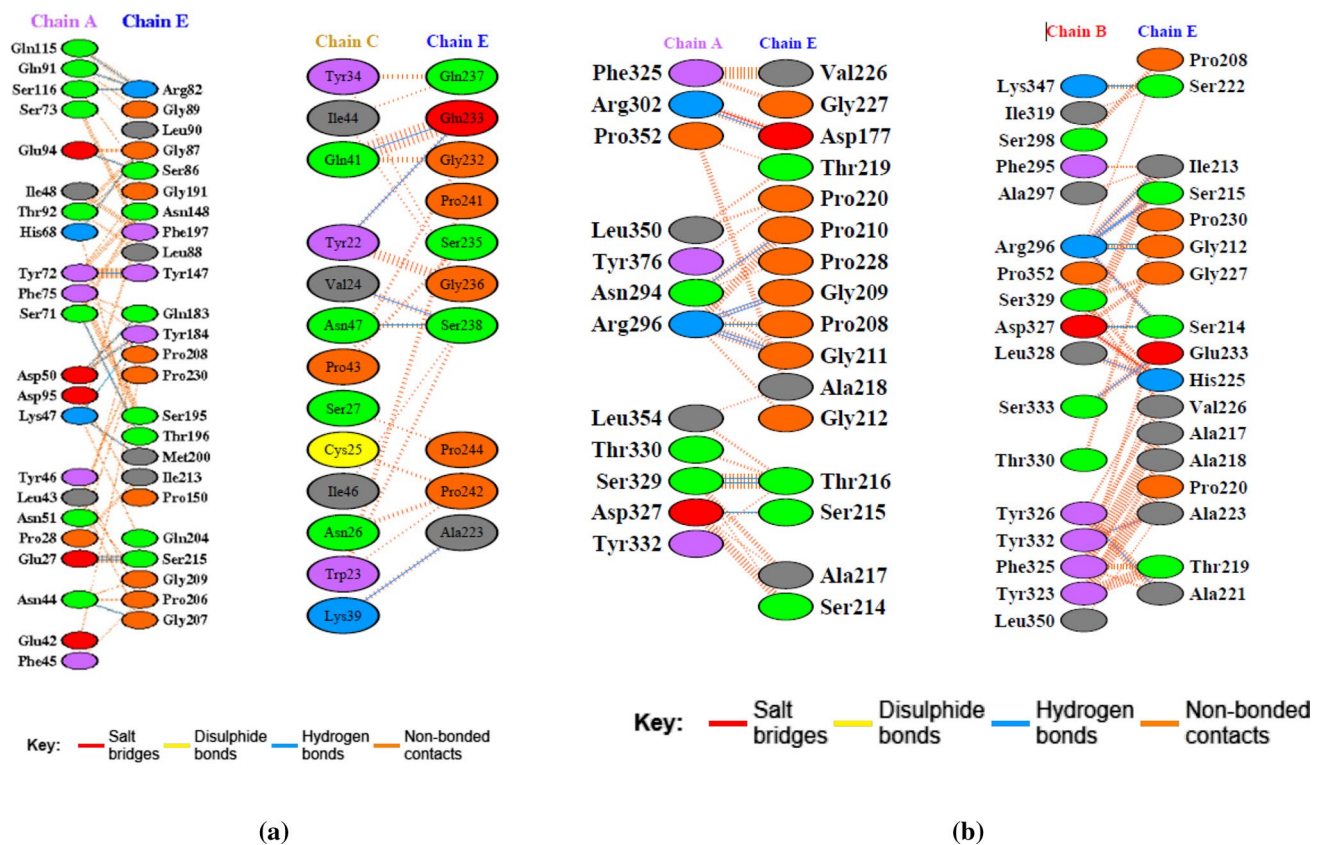 Chain A
Chain E
Gln115
Gln91
Ser116
Ser73
Glu94
Ile48
Thr92
His68
Tyr72
Phe75
Ser71
Asp50
Asp95
Lys47
Tyr46
Leu43
Asn51
Pro28
Glu27
Asn44
Glu42
Phe45
Arg82
Gly89
Leu90
Gly87
Ser86
Gly191
Asn148
Phe197
Leu88
Tyr147
Gln183
Tyr184
Pro208
Pro230
Ser195
Thr196
Met200
Ile213
Pro150
Gln204
Ser215
Gly209
Pro206
Gly207
Chain C
Chain E
Tyr34
Ile44
Gln41
Tyr22
Val24
Asn47
Pro43
Ser27
Cys25
Ile46
Asn26
Trp23
Lys39
Gln237
Glu233
Gly232
Pro241
Ser235
Gly236
Ser238
Pro244
Pro242
Ala223
Key:
Salt bridges
Disulphide bonds
Hydrogen bonds
Non-bonded contacts
(a)
Chain A
Chain E
Phe325
Arg302
Pro352
Leu350
Tyr376
Asn294
Arg296
Leu354
Thr330
Ser329
Asp327
Tyr332
Val226
Gly227
Asp177
Thr219
Pro220
Pro210
Pro228
Gly209
Pro208
Gly211
Ala218
Gly212
Thr216
Ser215
Ala217
Ser214
Chain B
Chain E
Lys347
Ile319
Ser298
Phe295
Ala297
Arg296
Pro352
Ser329
Asp327
Leu328
Ser333
Thr330
Tyr326
Tyr332
Phe325
Tyr323
Leu350
Pro208
Ser222
Ile213
Ser215
Pro230
Gly212
Gly227
Ser214
Glu233
His225
Val226
Ala217
Ala218
Pro220
Ala223
Thr219
Ala221
Key:
Salt bridges
Disulphide bonds
Hydrogen bonds
Non-bonded contacts
(b)